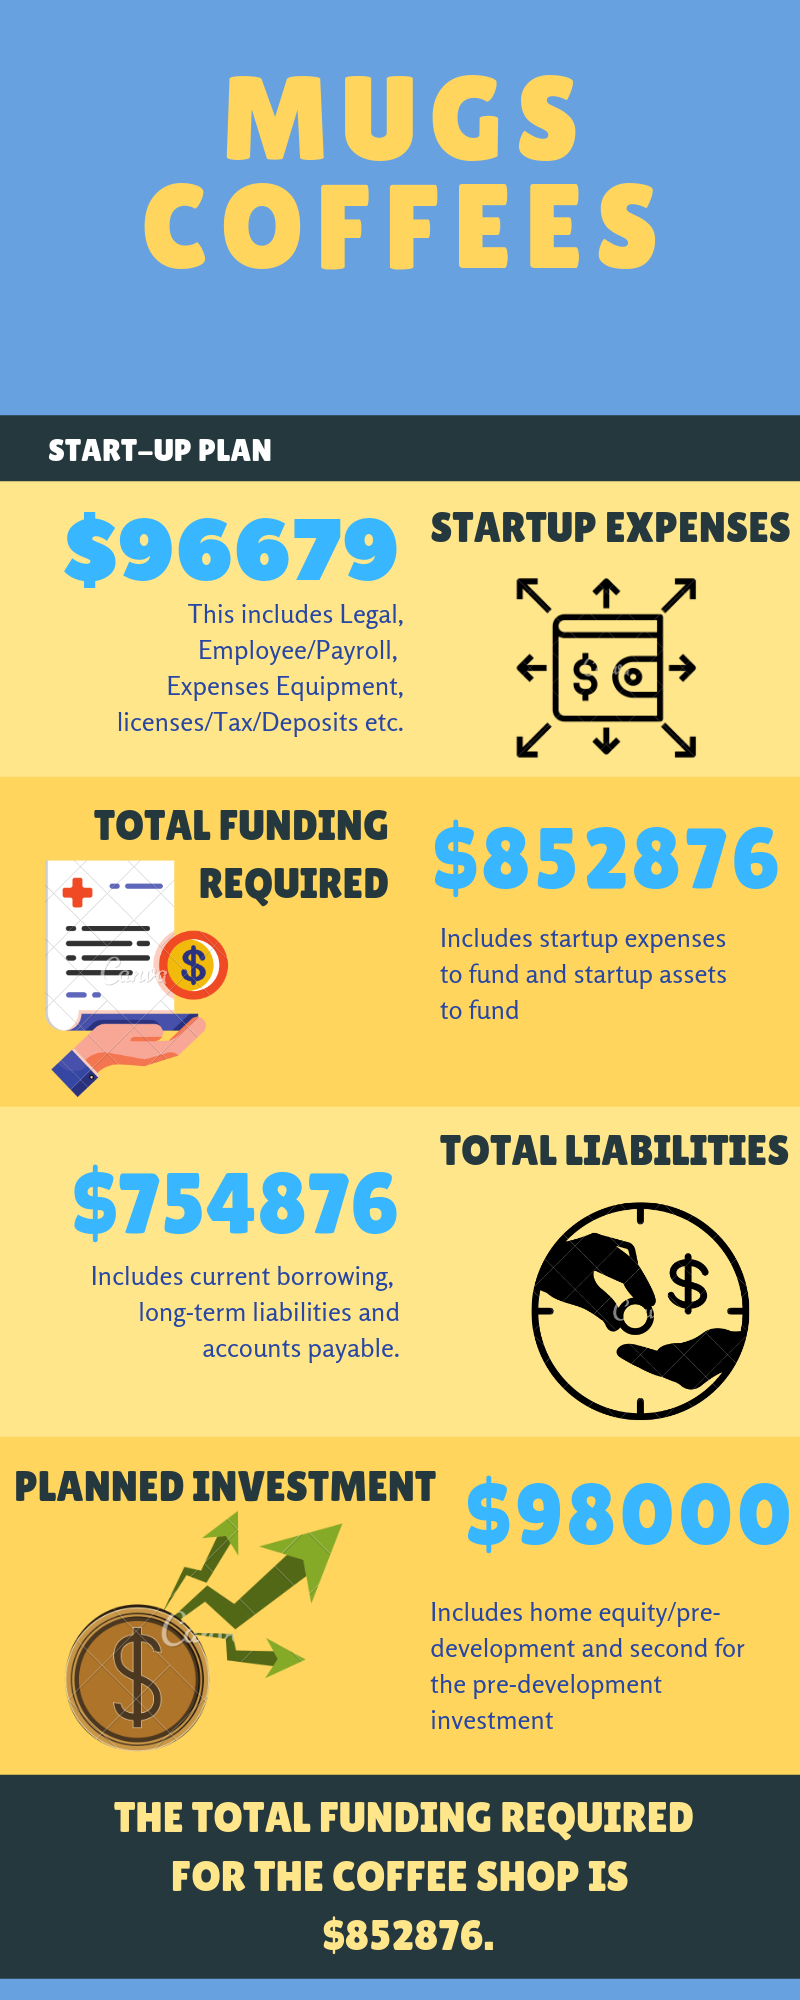 MUGS
COFFEES
START-UP PLAN
$96679
This includes Legal,
Employee/Payroll,
Expenses Equipment,
licenses/Tax/Deposits etc.
STARTUP EXPENSES
$
TOTAL FUNDING
REQUIRED
$
Canva
$852876
Includes startup expenses
to fund and startup assets
to fund
$754876
Includes current borrowing,
long-term liabilities and
accounts payable.
TOTAL LIABILITIES
$
PLANNED INVESTMENT
$
$98000
Includes home equity/pre-
development and second for
the pre-development
investment
THE TOTAL FUNDING REQUIRED
FOR THE COFFEE SHOP IS
$852876.